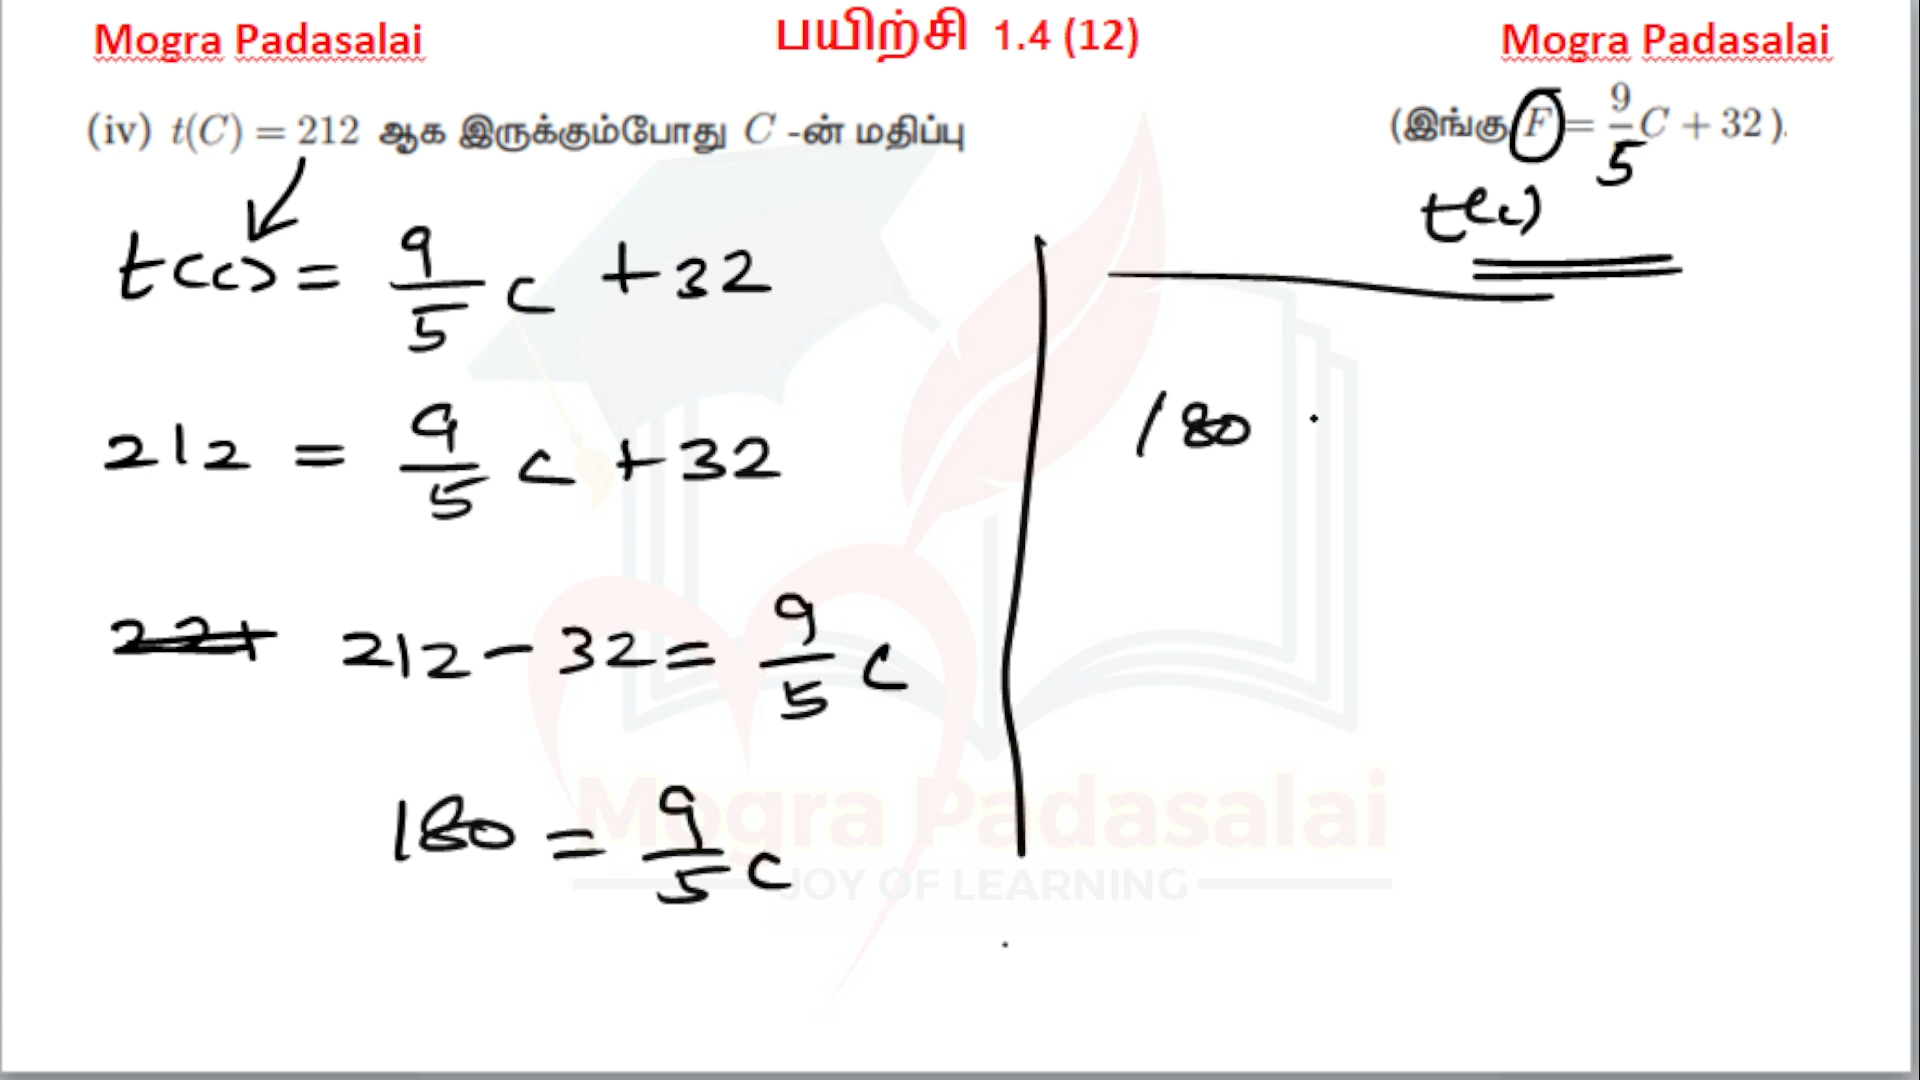 Mogra Padasalai
பயிற்சி 1.4 (12)
Mogra Padasalai
(iv) t(C) = 212 ஆக இருக்கும்போது C -ன் மதிப்பு
(இங்கு F = 9/5 C + 32 ).
t(c)
t(c) = 9/5 c + 32
212 = 9/5 c + 32
221 212 - 32 = 9/5 c
180 = 9/5 c
180
Mogra Padasalai
JOY OF LEARNING